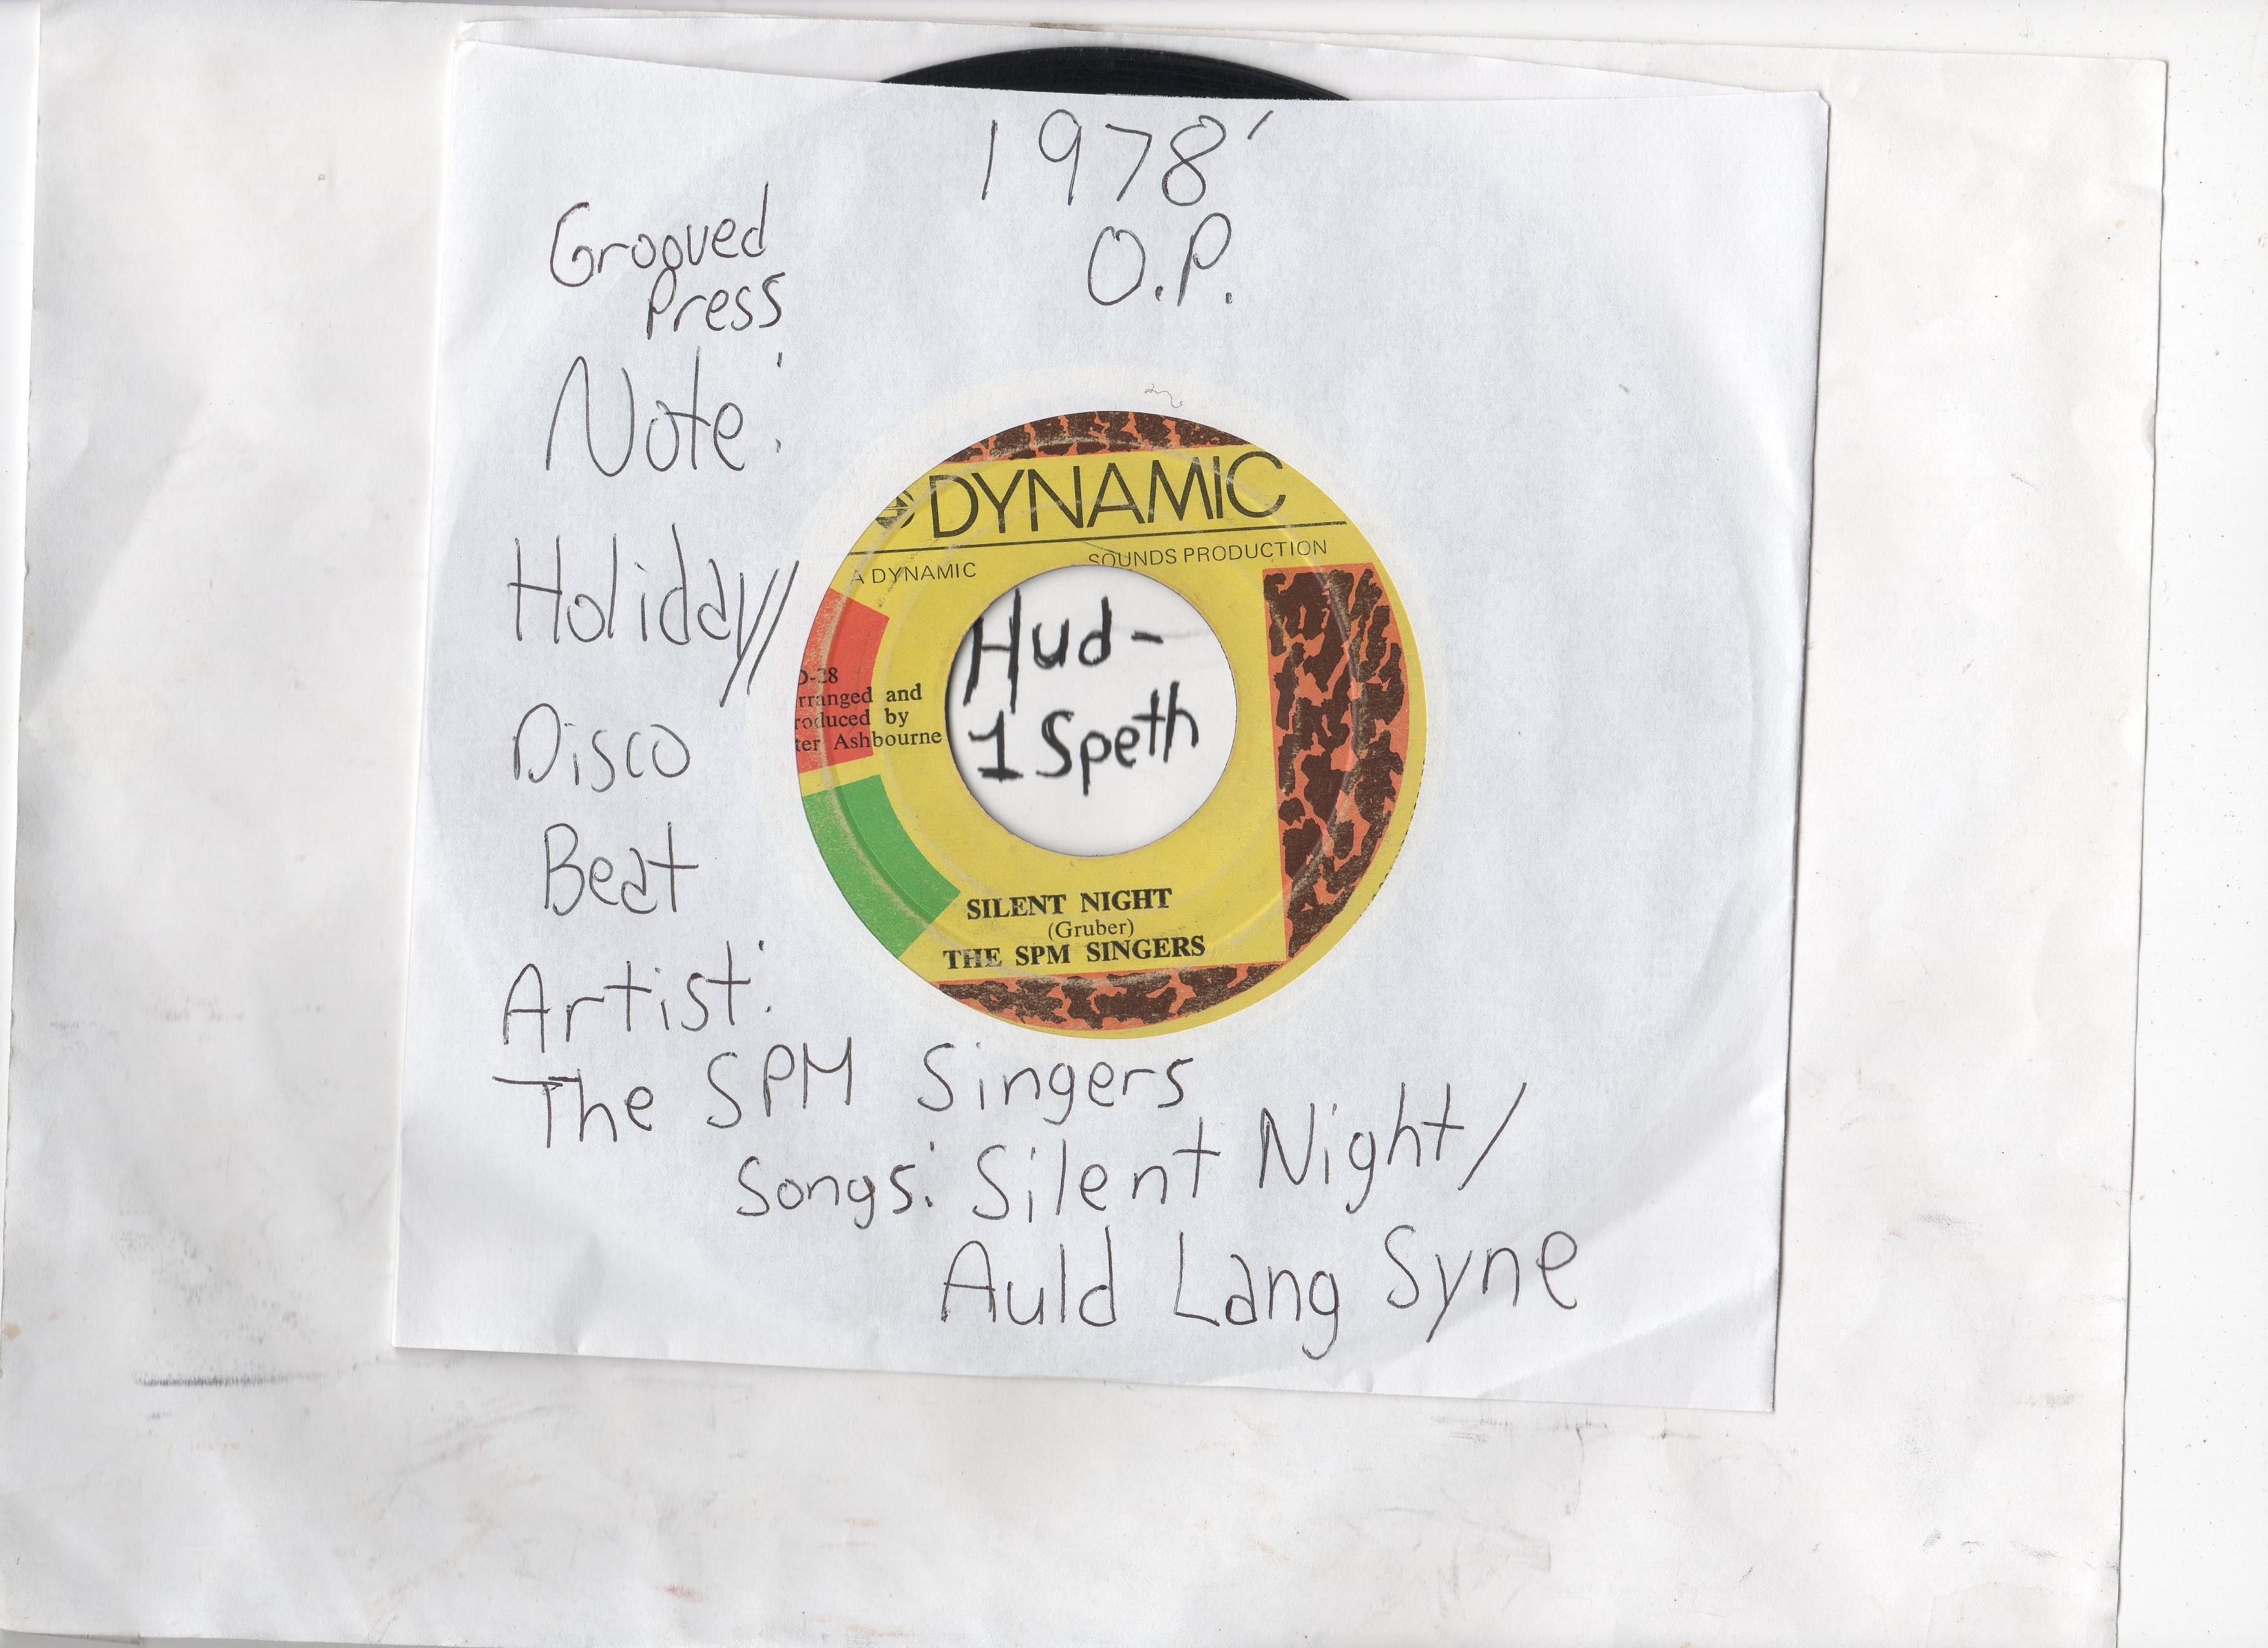 1978'
O.P.
Grooved
Press
Note:
Holiday//
Disco
Beat
Artist:
The SPM Singers
Songs: Silent Night/
Auld Lang Syne
DYNAMIC
A DYNAMIC SOUNDS PRODUCTION
Hud-
1 Speth
D-28
rranged and
roduced by
ter Ashbourne
SILENT NIGHT
(Gruber)
THE SPM SINGERS